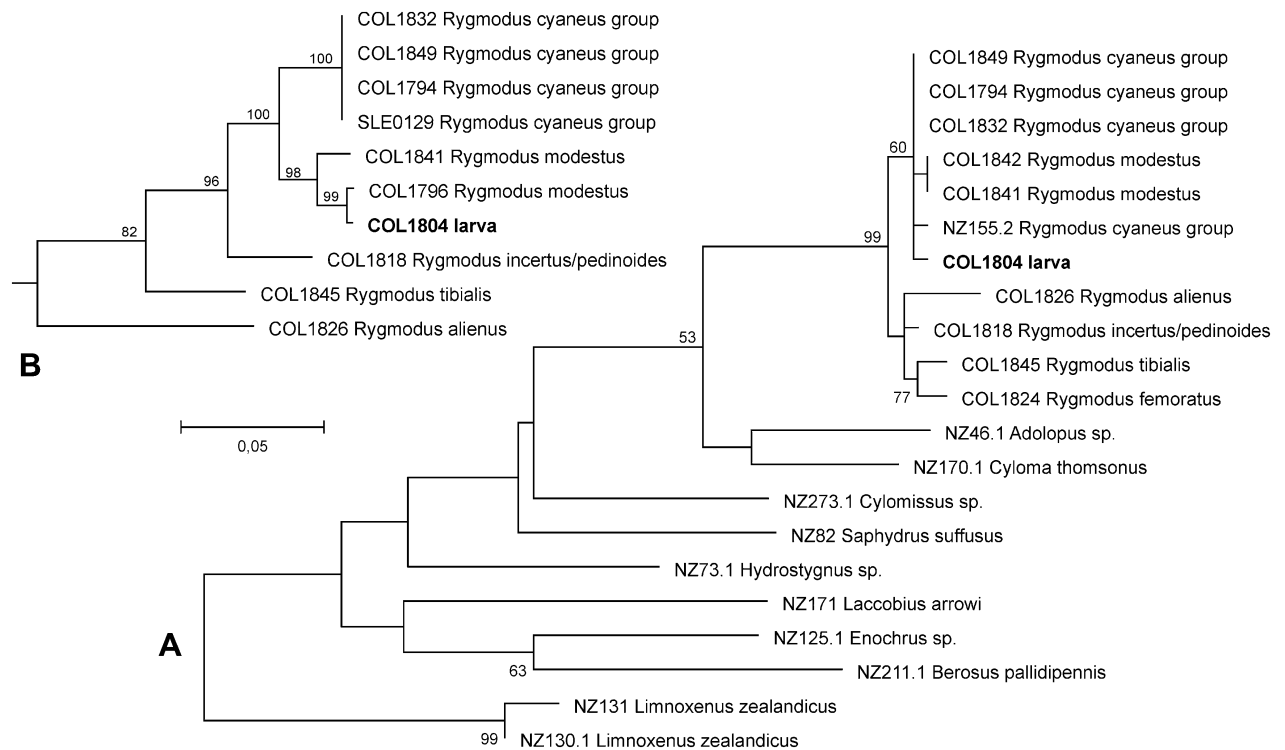 COL1832 Rygmodus cyaneus group
100
COL1849 Rygmodus cyaneus group
COL1794 Rygmodus cyaneus group
100
SLE0129 Rygmodus cyaneus group
COL1841 Rygmodus modestus
98
96
COL1796 Rygmodus modestus
99
COL1804 larva
82
COL1818 Rygmodus incertus/pedinoides
COL1845 Rygmodus tibialis
COL1826 Rygmodus alienus
B
0,05
COL1849 Rygmodus cyaneus group
COL1794 Rygmodus cyaneus group
COL1832 Rygmodus cyaneus group
60
COL1842 Rygmodus modestus
COL1841 Rygmodus modestus
NZ155.2 Rygmodus cyaneus group
99
COL1804 larva
COL1826 Rygmodus alienus
COL1818 Rygmodus incertus/pedinoides
53
COL1845 Rygmodus tibialis
77
COL1824 Rygmodus femoratus
NZ46.1 Adolopus sp.
NZ170.1 Cyloma thomsonus
NZ273.1 Cylomissus sp.
NZ82 Saphydrus suffusus
NZ73.1 Hydrostygnus sp.
NZ171 Laccobius arrowi
A
NZ125.1 Enochrus sp.
63
NZ211.1 Berosus pallidipennis
NZ131 Limnoxenus zealandicus
99
NZ130.1 Limnoxenus zealandicus